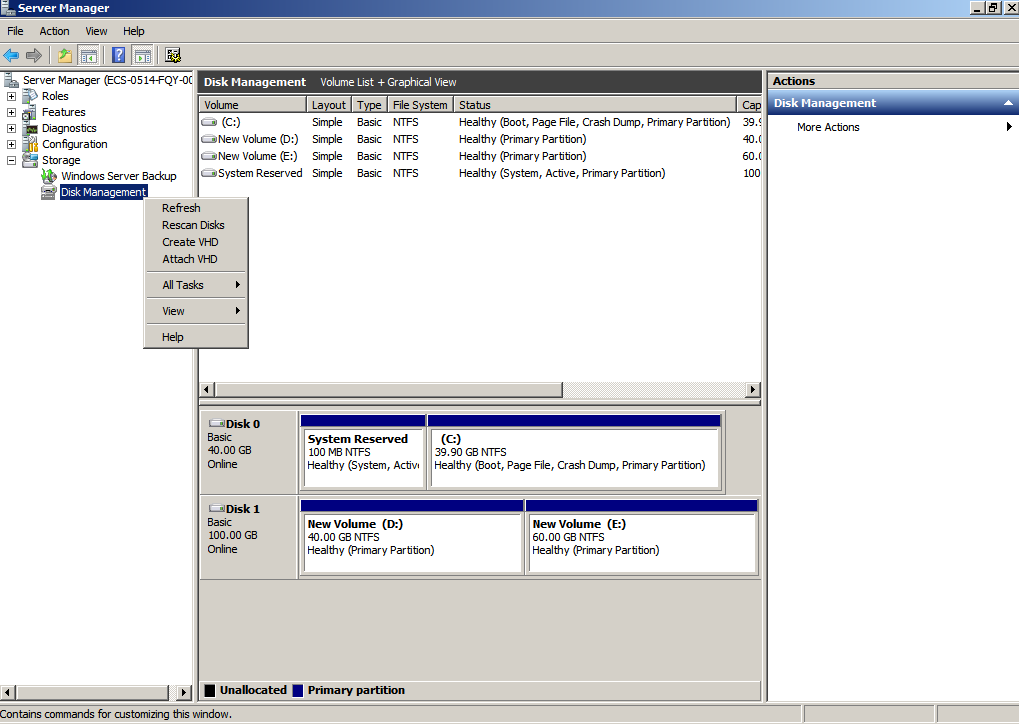 Server Manager
File Action View Help
Server Manager (ECS-0514-FQY-00
Roles
Features
Diagnostics
Configuration
Storage
Windows Server Backup
Disk Management
Refresh
Rescan Disks
Create VHD
Attach VHD
All Tasks
View
Help
Disk Management Volume List + Graphical View
Volume Layout Type File System Status Cap
(C:) Simple Basic NTFS Healthy (Boot, Page File, Crash Dump, Primary Partition) 39.9
New Volume (D:) Simple Basic NTFS Healthy (Primary Partition) 40.0
New Volume (E:) Simple Basic NTFS Healthy (Primary Partition) 60.0
System Reserved Simple Basic NTFS Healthy (System, Active, Primary Partition) 100
Disk 0
Basic
40.00 GB
Online
System Reserved
100 MB NTFS
Healthy (System, Active
(C:)
39.90 GB NTFS
Healthy (Boot, Page File, Crash Dump, Primary Partition)
Disk 1
Basic
100.00 GB
Online
New Volume (D:)
40.00 GB NTFS
Healthy (Primary Partition)
New Volume (E:)
60.00 GB NTFS
Healthy (Primary Partition)
Unallocated Primary partition
Actions
Disk Management
More Actions
Contains commands for customizing this window.